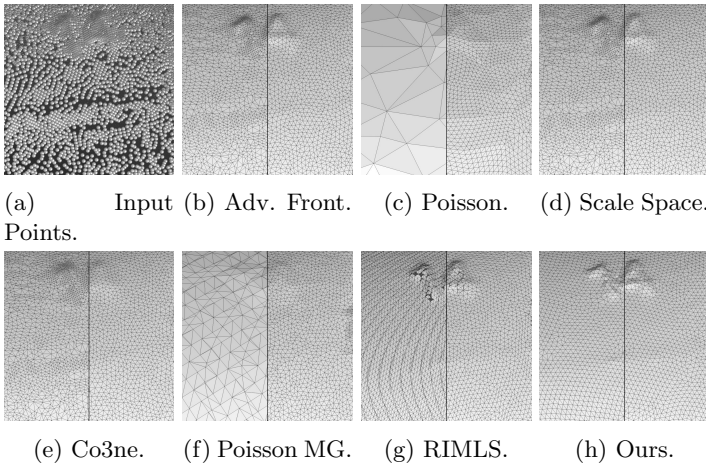 (a) Input Points.
(b) Adv. Front.
(c) Poisson.
(d) Scale Space.
(e) Co3ne.
(f) Poisson MG.
(g) RIMLS.
(h) Ours.